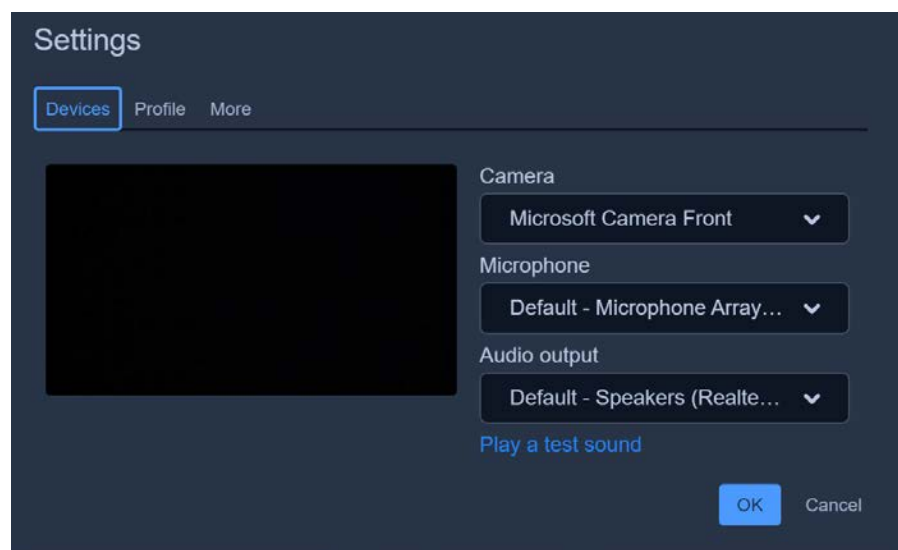 Settings
Devices Profile More
Camera
Microsoft Camera Front
Microphone
Default - Microphone Array…
Audio output
Default - Speakers (Realte…
Play a test sound
OK Cancel